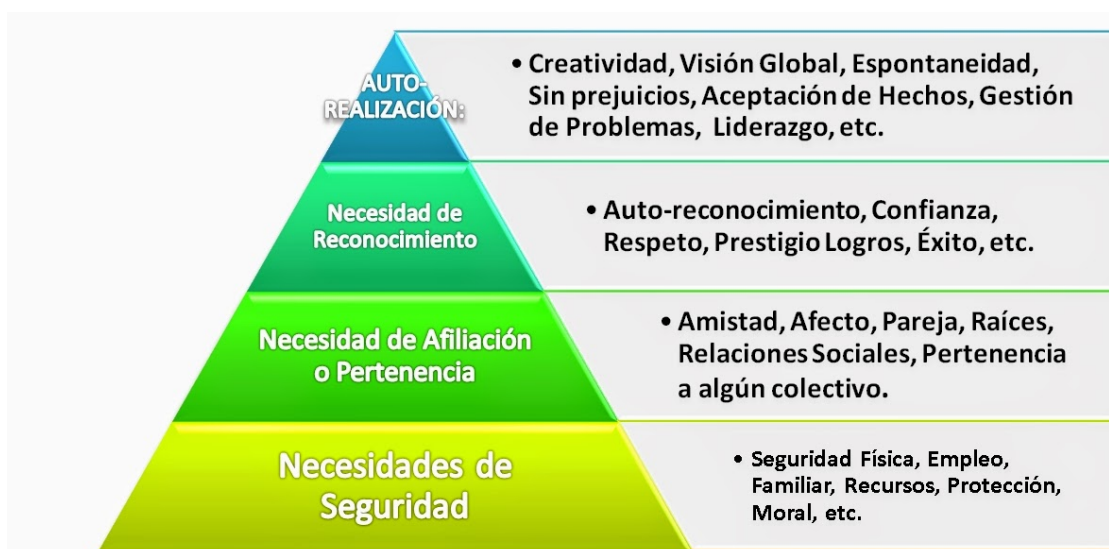 AUTO-
REALIZACIÓN:
• Creatividad, Visión Global, Espontaneidad,
Sin prejuicios, Aceptación de Hechos, Gestión
de Problemas, Liderazgo, etc.
Necesidad de
Reconocimiento
• Auto-reconocimiento, Confianza,
Respeto, Prestigio Logros, Éxito, etc.
Necesidad de Afiliación
o Pertenencia
• Amistad, Afecto, Pareja, Raíces,
Relaciones Sociales, Pertenencia
a algún colectivo.
Necesidades de
Seguridad
• Seguridad Física, Empleo,
Familiar, Recursos, Protección,
Moral, etc.